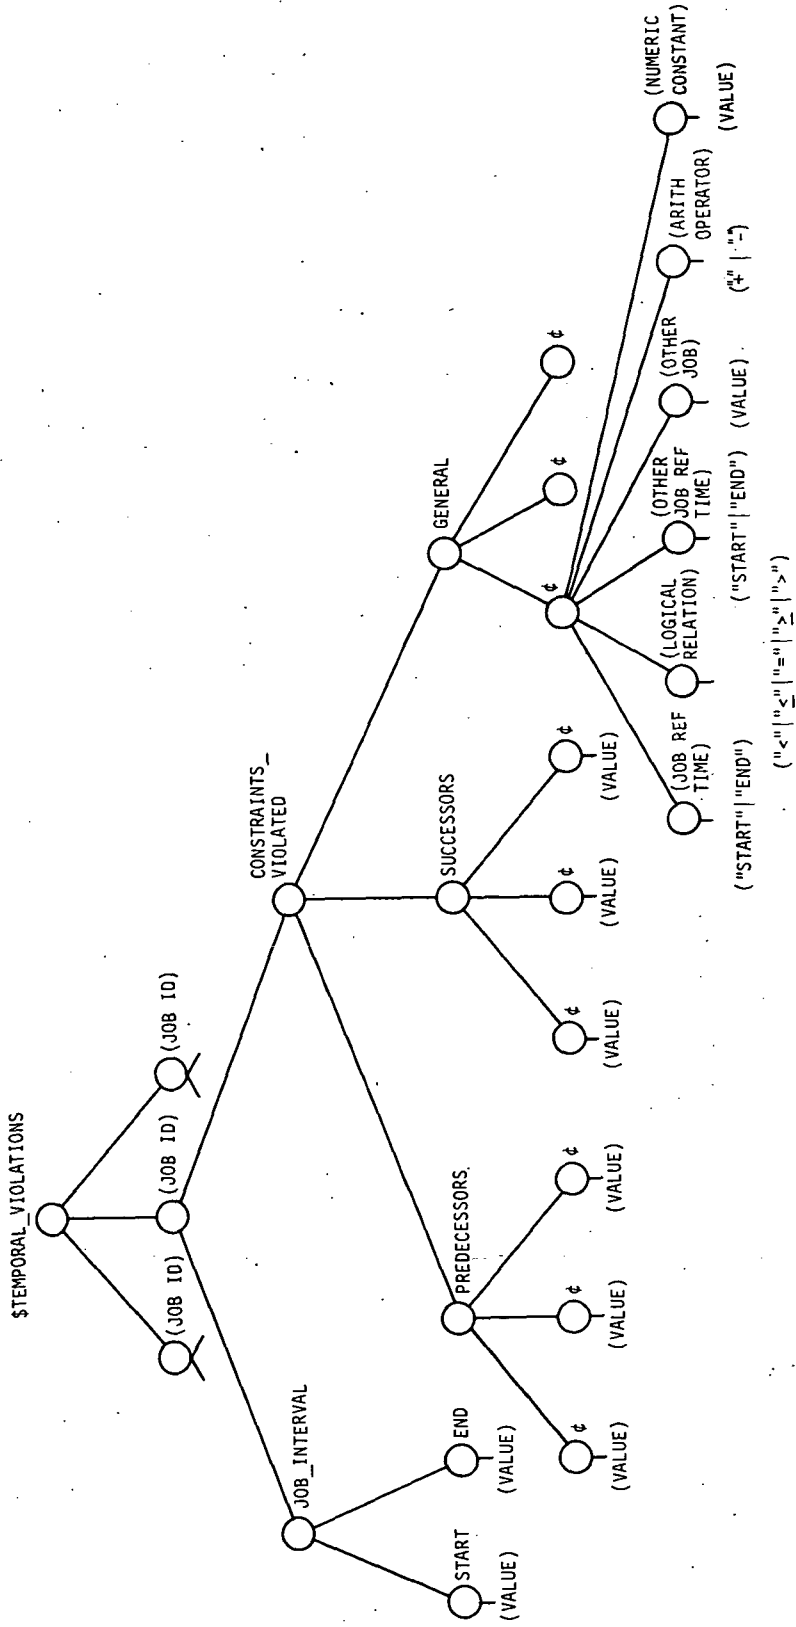 $TEMPORAL_VIOLATIONS
(JOB ID)
(JOB ID)
(JOB ID)
JOB_INTERVAL
CONSTRAINTS_
VIOLATED
START
(VALUE)
END
(VALUE)
PREDECESSORS
¢
(VALUE)
¢
(VALUE)
¢
(VALUE)
SUCCESSORS
¢
(VALUE)
¢
(VALUE)
¢
(VALUE)
GENERAL
¢
¢
¢
(JOB REF
TIME)
("START"|"END")
(LOGICAL
RELATION)
("<"|"≤"|"="|"≥"|">")
(OTHER
JOB REF
TIME)
("START"|"END")
(OTHER
JOB)
(VALUE)
(ARITH
OPERATOR)
("+"|"-")
(NUMERIC
CONSTANT)
(VALUE)